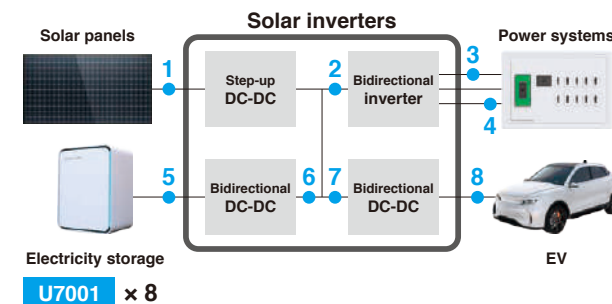 Solar inverters
Solar panels
Power systems
1
Step-up
DC-DC
2
Bidirectional
inverter
3
4
5
Bidirectional
DC-DC
6
7
Bidirectional
DC-DC
8
Electricity storage
EV
U7001 × 8